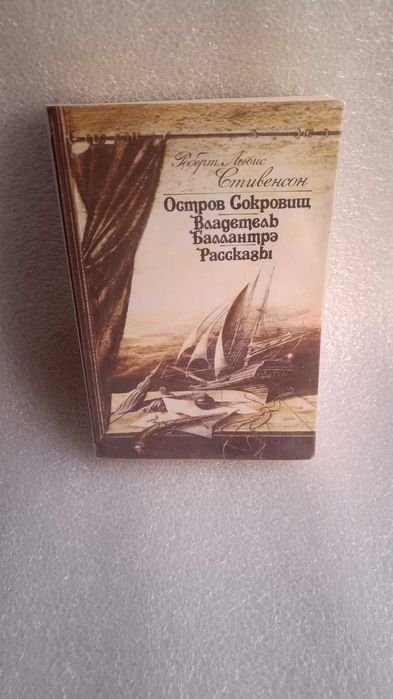 Роберт Льюис
Стивенсон
Остров Сокровищ
Владетель
Баллантрэ
Рассказы